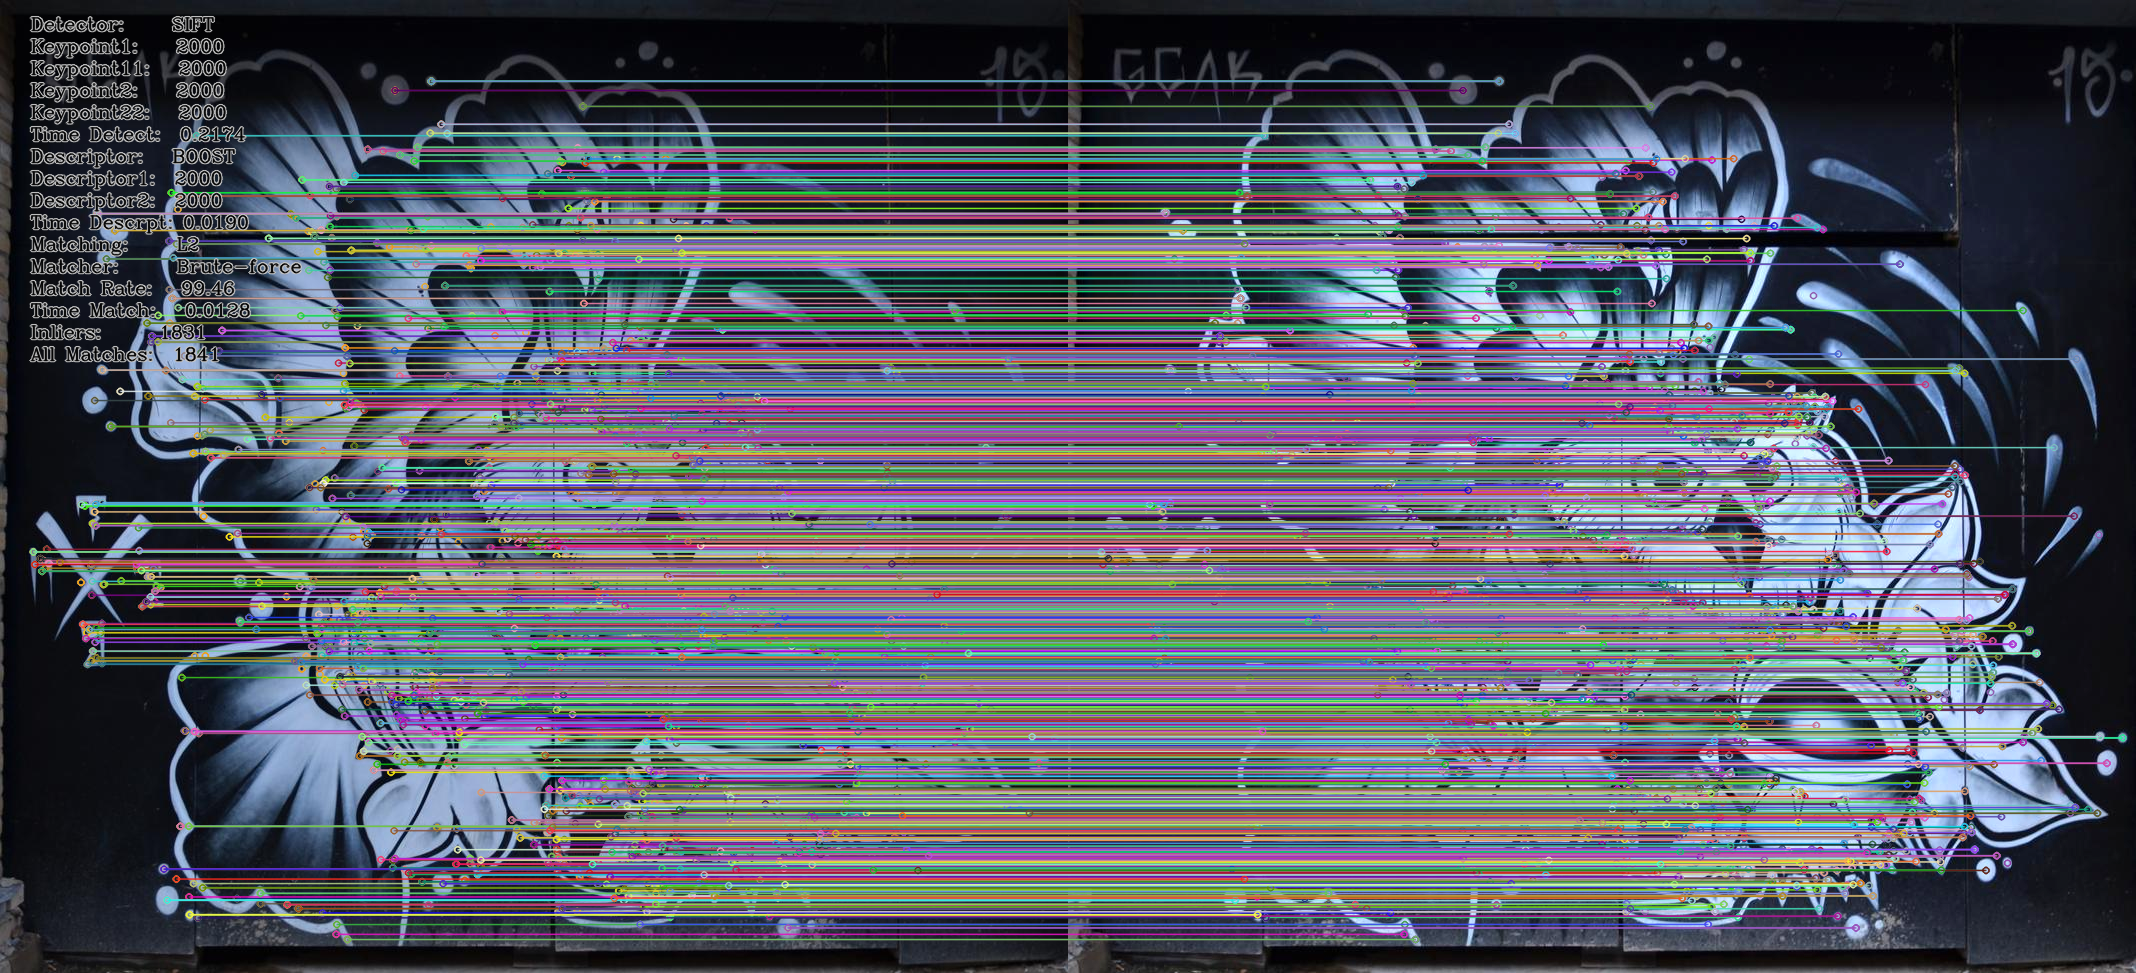 Detector: SIFT
Keypoint1: 2000
Keypoint11: 2000
Keypoint2: 2000
Keypoint22: 2000
Time Detect: 0.2174
Descriptor: BOOST
Descriptor1: 2000
Descriptor2: 2000
Time Descrpt: 0.0190
Matching: L2
Matcher: Brute-force
Match Rate: 99.46
Time Match: 0.0128
Inliers: 1831
All Matches: 1841
18.
18.